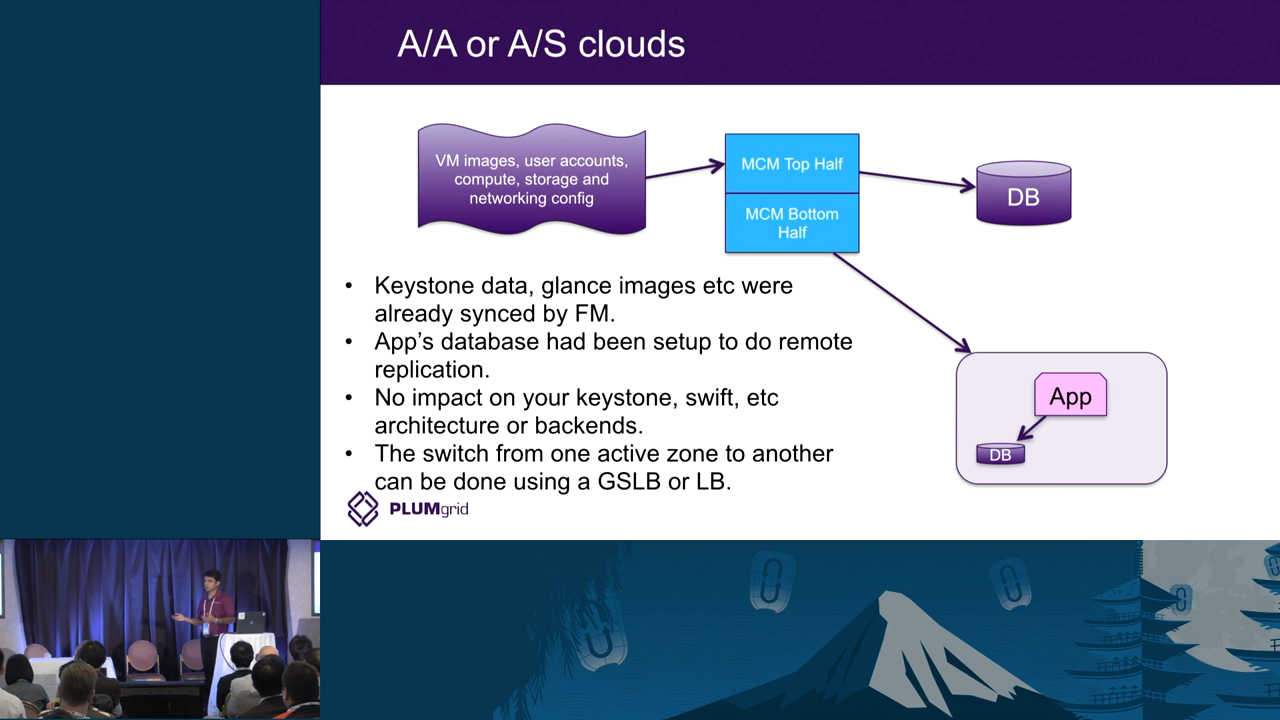 A/A or A/S clouds
VM images, user accounts,
compute, storage and
networking config
MCM Top Half
MCM Bottom
Half
DB
• Keystone data, glance images etc were
already synced by FM.
• App's database had been setup to do remote
replication.
• No impact on your keystone, swift, etc
architecture or backends.
• The switch from one active zone to another
can be done using a GSLB or LB.
App
DB
PLUMgrid